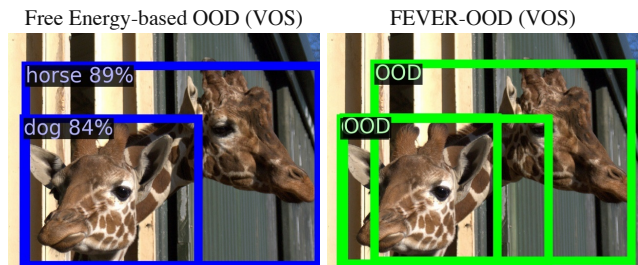 Free Energy-based OOD (VOS)
FEVER-OOD (VOS)
horse 89%
OOD
dog 84%
OOD